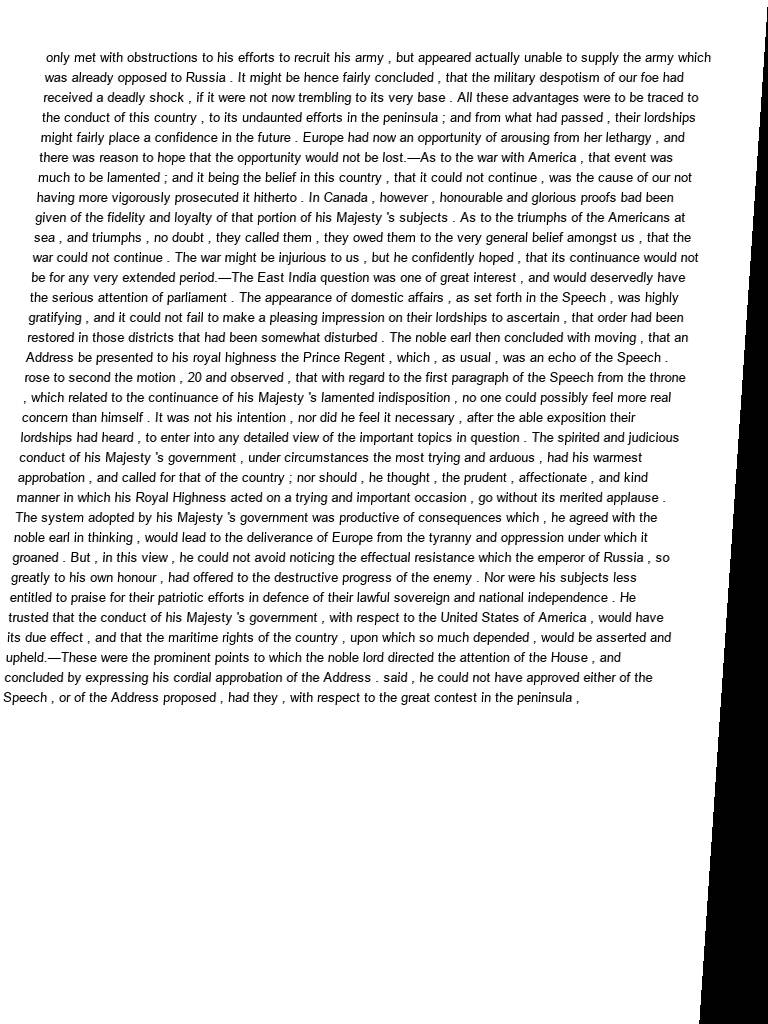 only met with obstructions to his efforts to recruit his army , but appeared actually unable to supply the army which
was already opposed to Russia . It might be hence fairly concluded , that the military despotism of our foe had
received a deadly shock , if it were not now trembling to its very base . All these advantages were to be traced to
the conduct of this country , to its undaunted efforts in the peninsula ; and from what had passed , their lordships
might fairly place a confidence in the future . Europe had now an opportunity of arousing from her lethargy , and
there was reason to hope that the opportunity would not be lost.—As to the war with America , that event was
much to be lamented ; and it being the belief in this country , that it could not continue , was the cause of our not
having more vigorously prosecuted it hitherto . In Canada , however , honourable and glorious proofs bad been
given of the fidelity and loyalty of that portion of his Majesty 's subjects . As to the triumphs of the Americans at
sea , and triumphs , no doubt , they called them , they owed them to the very general belief amongst us , that the
war could not continue . The war might be injurious to us , but he confidently hoped , that its continuance would not
be for any very extended period.—The East India question was one of great interest , and would deservedly have
the serious attention of parliament . The appearance of domestic affairs , as set forth in the Speech , was highly
gratifying , and it could not fail to make a pleasing impression on their lordships to ascertain , that order had been
restored in those districts that had been somewhat disturbed . The noble earl then concluded with moving , that an
Address be presented to his royal highness the Prince Regent , which , as usual , was an echo of the Speech .
rose to second the motion , 20 and observed , that with regard to the first paragraph of the Speech from the throne
, which related to the continuance of his Majesty 's lamented indisposition , no one could possibly feel more real
concern than himself . It was not his intention , nor did he feel it necessary , after the able exposition their
lordships had heard , to enter into any detailed view of the important topics in question . The spirited and judicious
conduct of his Majesty 's government , under circumstances the most trying and arduous , had his warmest
approbation , and called for that of the country ; nor should , he thought , the prudent , affectionate , and kind
manner in which his Royal Highness acted on a trying and important occasion , go without its merited applause .
The system adopted by his Majesty 's government was productive of consequences which , he agreed with the
noble earl in thinking , would lead to the deliverance of Europe from the tyranny and oppression under which it
groaned . But , in this view , he could not avoid noticing the effectual resistance which the emperor of Russia , so
greatly to his own honour , had offered to the destructive progress of the enemy . Nor were his subjects less
entitled to praise for their patriotic efforts in defence of their lawful sovereign and national independence . He
trusted that the conduct of his Majesty 's government , with respect to the United States of America , would have
its due effect , and that the maritime rights of the country , upon which so much depended , would be asserted and
upheld.—These were the prominent points to which the noble lord directed the attention of the House , and
concluded by expressing his cordial approbation of the Address . said , he could not have approved either of the
Speech , or of the Address proposed , had they , with respect to the great contest in the peninsula ,